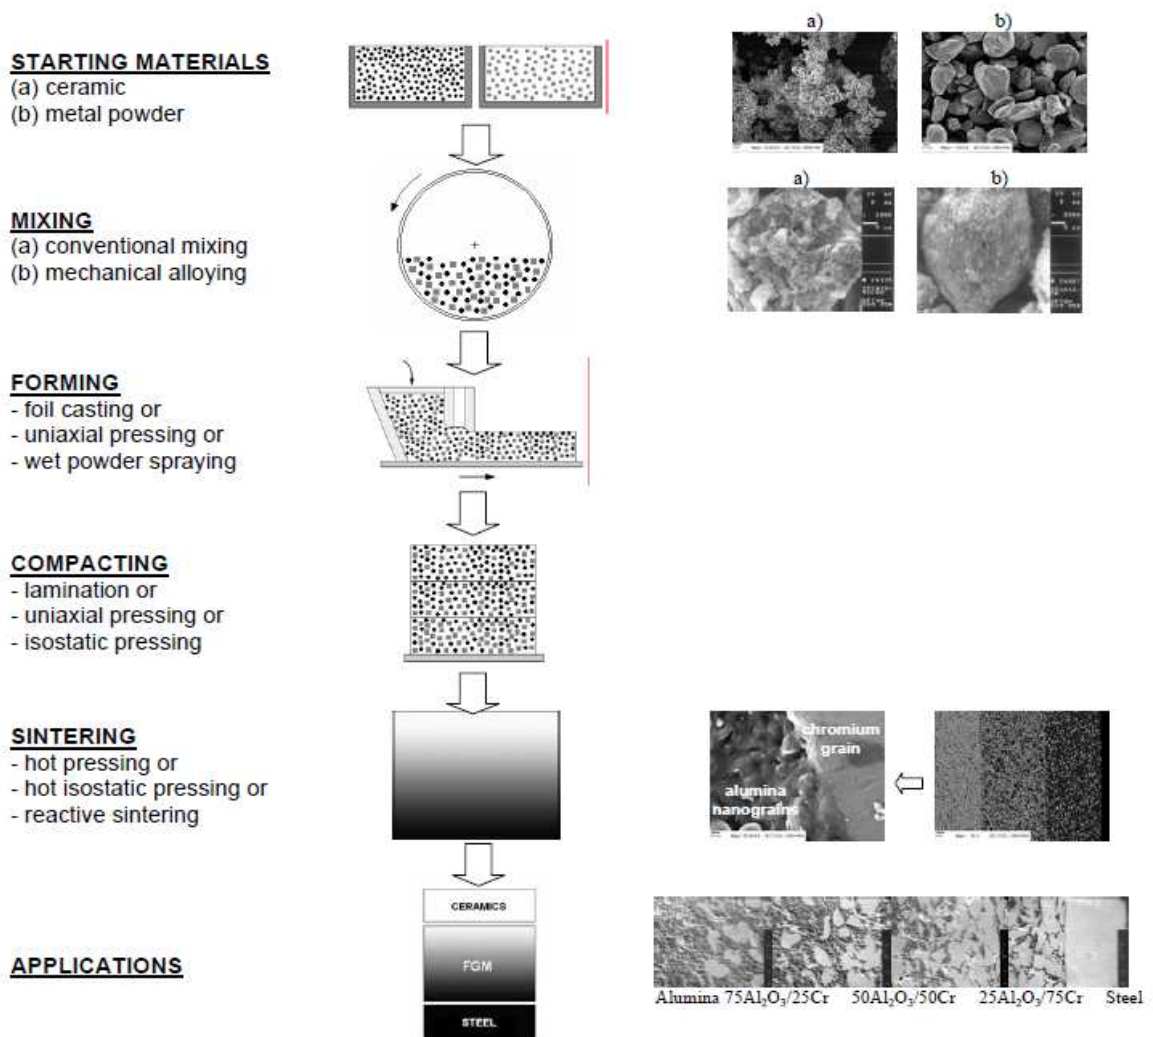 STARTING MATERIALS
(a) ceramic
(b) metal powder
a) b)
MIXING
(a) conventional mixing
(b) mechanical alloying
a) b)
FORMING
- foil casting or
- uniaxial pressing or
- wet powder spraying
COMPACTING
- lamination or
- uniaxial pressing or
- isostatic pressing
SINTERING
- hot pressing or
- hot isostatic pressing or
- reactive sintering
chromium
grain
alumina
nanograins
APPLICATIONS
CERAMICS
FGM
STEEL
Alumina 75Al₂O₃/25Cr 50Al₂O₃/50Cr 25Al₂O₃/75Cr Steel